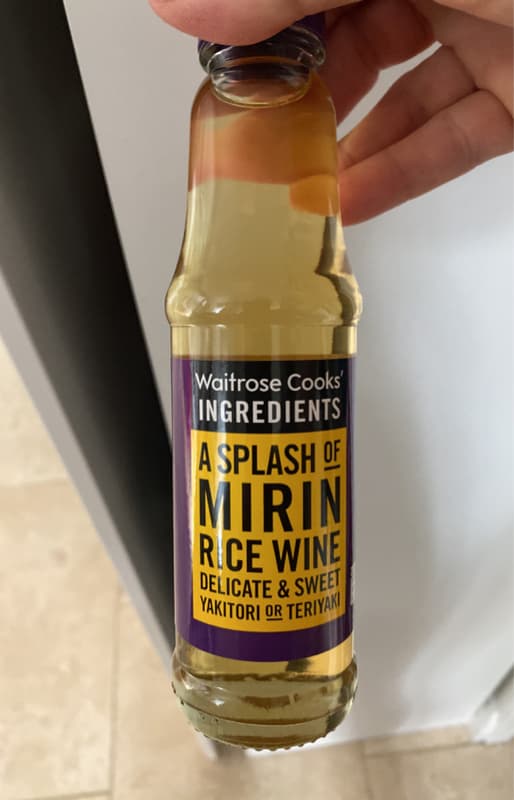 Waitrose Cooks'
INGREDIENTS
A SPLASH OF
MIRIN
RICE WINE
DELICATE & SWEET
YAKITORI OR TERIYAKI